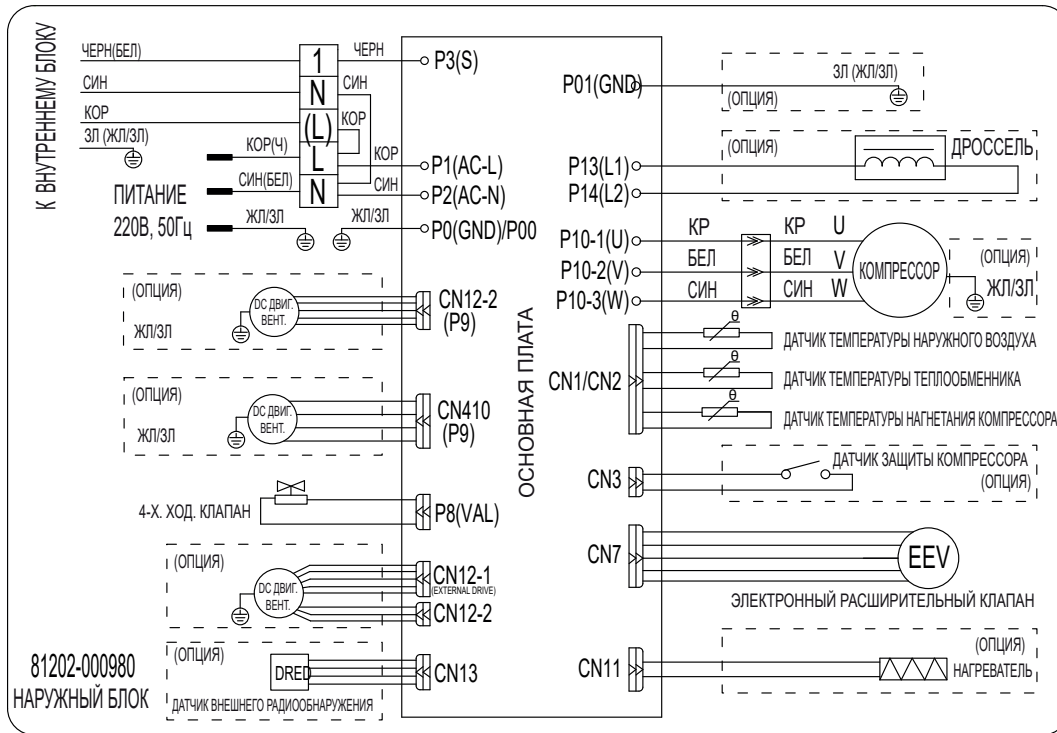 К ВНУТРЕННЕМУ БЛОКУ
ЧЕРН(БЕЛ)
СИН
КОР
ЗЛ (ЖЛ/ЗЛ)
1
N
(L)
L
N
ЧЕРН
СИН
КОР
КОР
СИН
КОР(Ч)
СИН(БЕЛ)
ПИТАНИЕ
220В, 50Гц
ЖЛ/ЗЛ
ЖЛ/ЗЛ
P3(S)
P1(AC-L)
P2(AC-N)
P0(GND)/P00
(ОПЦИЯ)
ЖЛ/ЗЛ
DC ДВИГ.
ВЕНТ.
CN12-2
(P9)
(ОПЦИЯ)
ЖЛ/ЗЛ
DC ДВИГ.
ВЕНТ.
CN410
(P9)
4-Х. ХОД. КЛАПАН
P8(VAL)
(ОПЦИЯ)
DC ДВИГ.
ВЕНТ.
CN12-1
(EXTERNAL DRIVE)
CN12-2
(ОПЦИЯ)
DRED
ДАТЧИК ВНЕШНЕГО РАДИООБНАРУЖЕНИЯ
CN13
81202-000980
НАРУЖНЫЙ БЛОК
ОСНОВНАЯ ПЛАТА
P01(GND)
ЗЛ (ЖЛ/ЗЛ)
(ОПЦИЯ)
P13(L1)
P14(L2)
(ОПЦИЯ)
ДРОССЕЛЬ
P10-1(U)
P10-2(V)
P10-3(W)
КР
БЕЛ
СИН
КР
БЕЛ
СИН
U
V
W
КОМПРЕССОР
(ОПЦИЯ)
ЖЛ/ЗЛ
CN1/CN2
θ
ДАТЧИК ТЕМПЕРАТУРЫ НАРУЖНОГО ВОЗДУХА
θ
ДАТЧИК ТЕМПЕРАТУРЫ ТЕПЛООБМЕННИКА
θ
ДАТЧИК ТЕМПЕРАТУРЫ НАГНЕТАНИЯ КОМПРЕССОРА
CN3
ДАТЧИК ЗАЩИТЫ КОМПРЕССОРА
(ОПЦИЯ)
CN7
EEV
ЭЛЕКТРОННЫЙ РАСШИРИТЕЛЬНЫЙ КЛАПАН
CN11
(ОПЦИЯ)
НАГРЕВАТЕЛЬ